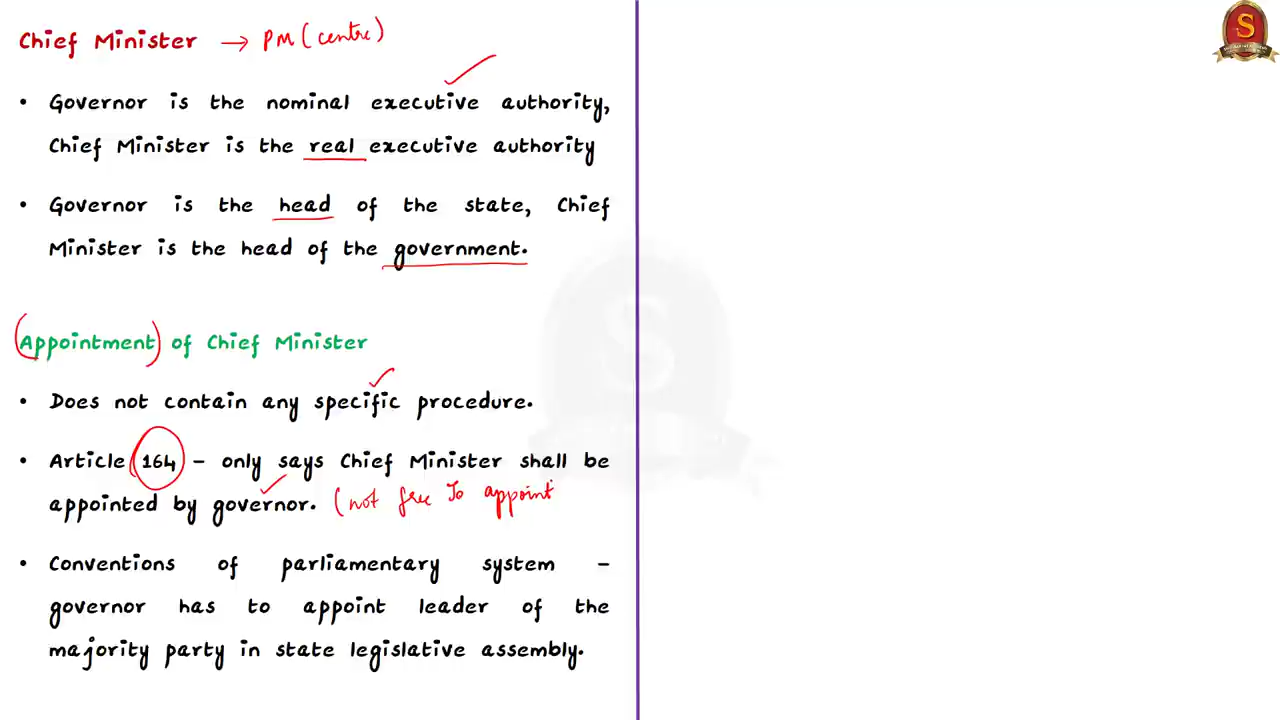 Chief Minister → PM (centre)
• Governor is the nominal executive authority,
Chief Minister is the real executive authority
• Governor is the head of the state, Chief
Minister is the head of the government.
(Appointment) of Chief Minister
• Does not contain any specific procedure.
• Article 164 - only says Chief Minister shall be
appointed by governor. (not free to appoint
• Conventions of parliamentary system -
governor has to appoint leader of the
majority party in state legislative assembly.
S
S